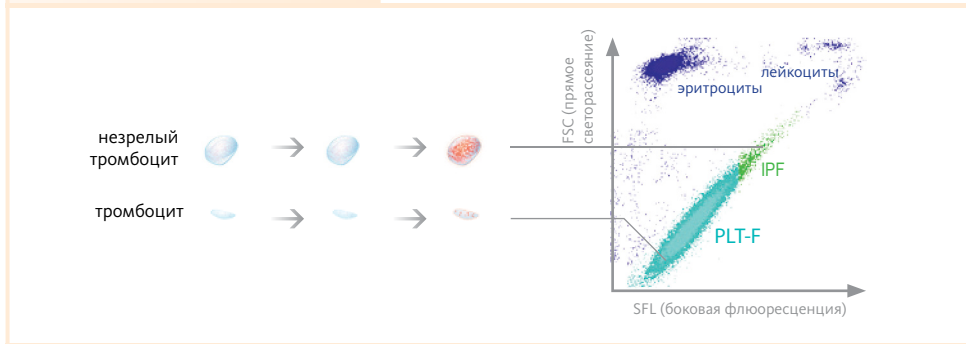 незрелый
тромбоцит
тромбоцит
FSC (прямое
светорассеяние)
лейкоциты
эритроциты
IPF
PLT-F
SFL (боковая флюоресценция)